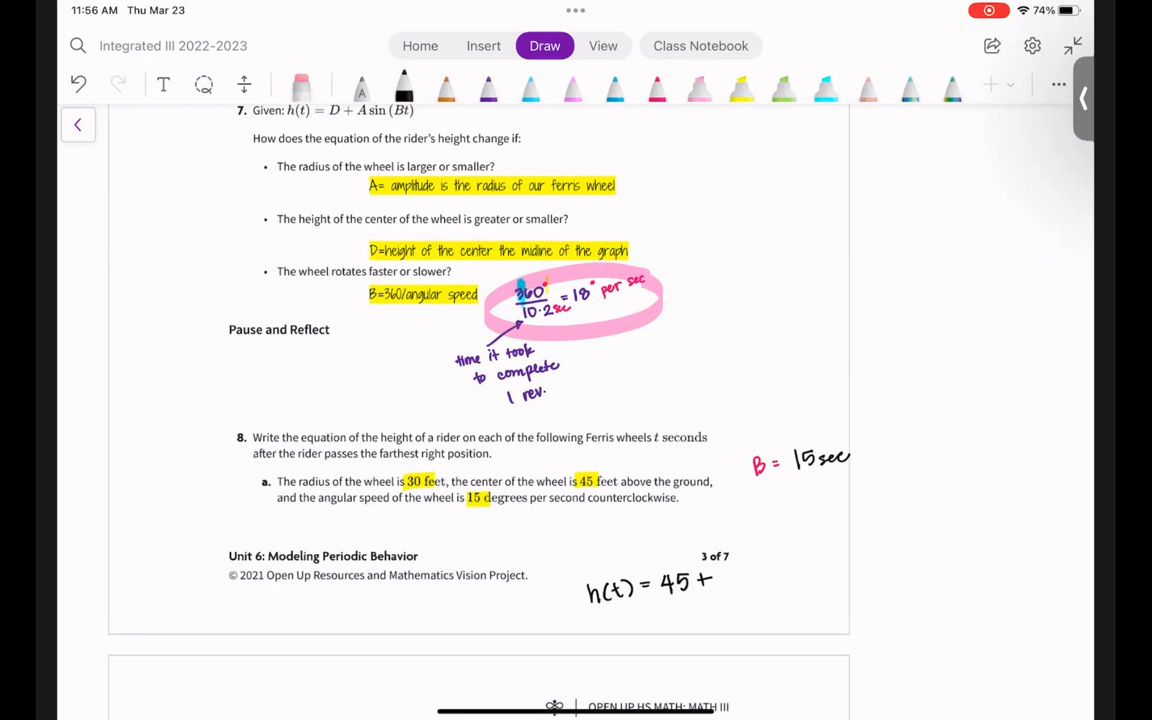 11:56 AM Thu Mar 23
74%
Integrated III 2022-2023
Home Insert Draw View Class Notebook
7. Given: h(t) = D + A sin (Bt)
How does the equation of the rider's height change if:
• The radius of the wheel is larger or smaller?
A= amplitude is the radius of our ferris wheel
• The height of the center of the wheel is greater or smaller?
D=height of the center the midline of the graph
• The wheel rotates faster or slower?
B=360/angular speed
360° / 10·2sec = 18° per sec
time it took
to complete
1 rev.
Pause and Reflect
8. Write the equation of the height of a rider on each of the following Ferris wheels t seconds
after the rider passes the farthest right position.
B = 15sec
a. The radius of the wheel is 30 feet, the center of the wheel is 45 feet above the ground,
and the angular speed of the wheel is 15 degrees per second counterclockwise.
Unit 6: Modeling Periodic Behavior
3 of 7
© 2021 Open Up Resources and Mathematics Vision Project.
h(t) = 45 +
OPEN UP HS MATH: MATH III